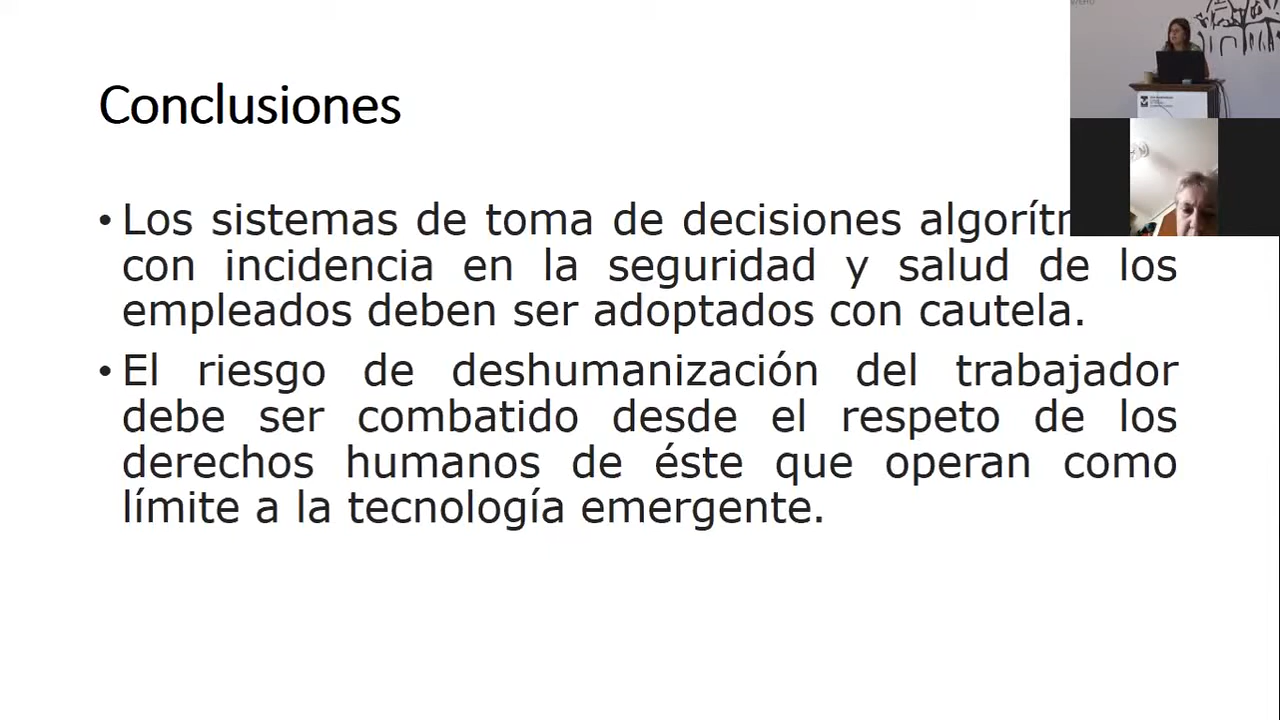 Conclusiones
• Los sistemas de toma de decisiones
con incidencia en la seguridad y salud de los
empleados deben ser adoptados con cautela.
• El riesgo de deshumanización del trabajador
debe ser combatido desde el respeto de los
derechos humanos de éste que operan como
límite a la tecnología emergente.